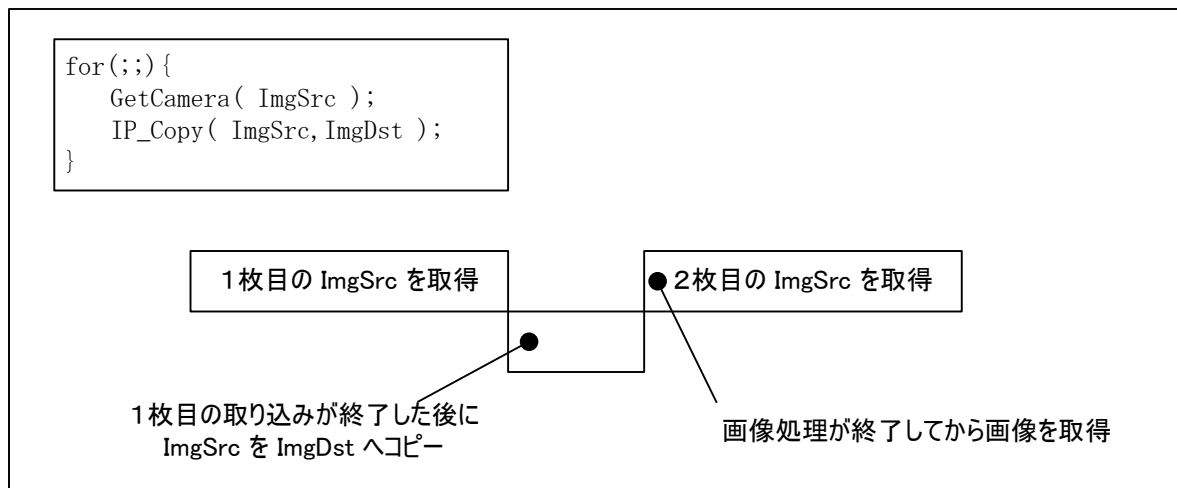 for(;;){
GetCamera( ImgSrc );
IP_Copy( ImgSrc,ImgDst );
}
1枚目の ImgSrc を取得
2枚目の ImgSrc を取得
1枚目の取り込みが終了した後に
ImgSrc を ImgDst へコピー
画像処理が終了してから画像を取得